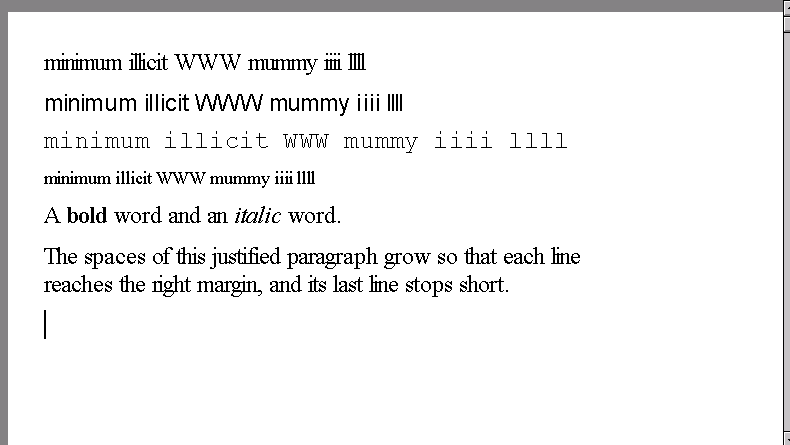 minimum illicit WWW mummy iiii llll
minimum illicit WWW mummy iiii llll
minimum illicit WWW mummy iiii llll
minimum illicit WWW mummy iiii llll
A bold word and an italic word.
The spaces of this justified paragraph grow so that each line
reaches the right margin, and its last line stops short.